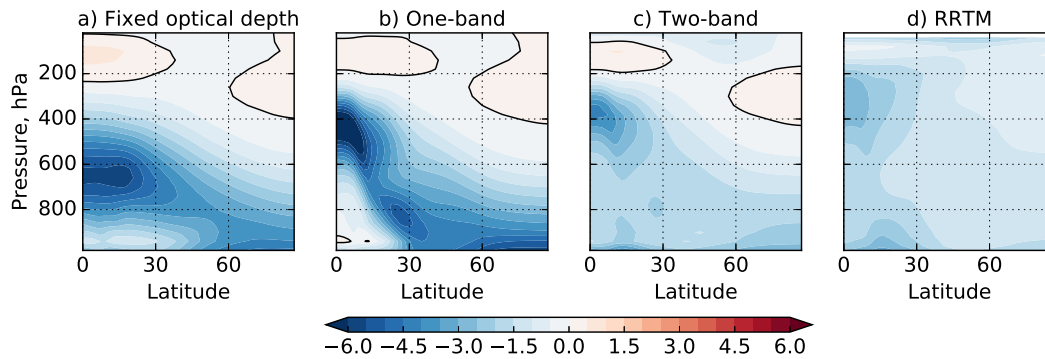 a) Fixed optical depth
b) One-band
c) Two-band
d) RRTM
Pressure, hPa
200
400
600
800
0 30 60
0 30 60
0 30 60
0 30 60
Latitude
Latitude
Latitude
Latitude
−6.0 −4.5 −3.0 −1.5 0.0 1.5 3.0 4.5 6.0